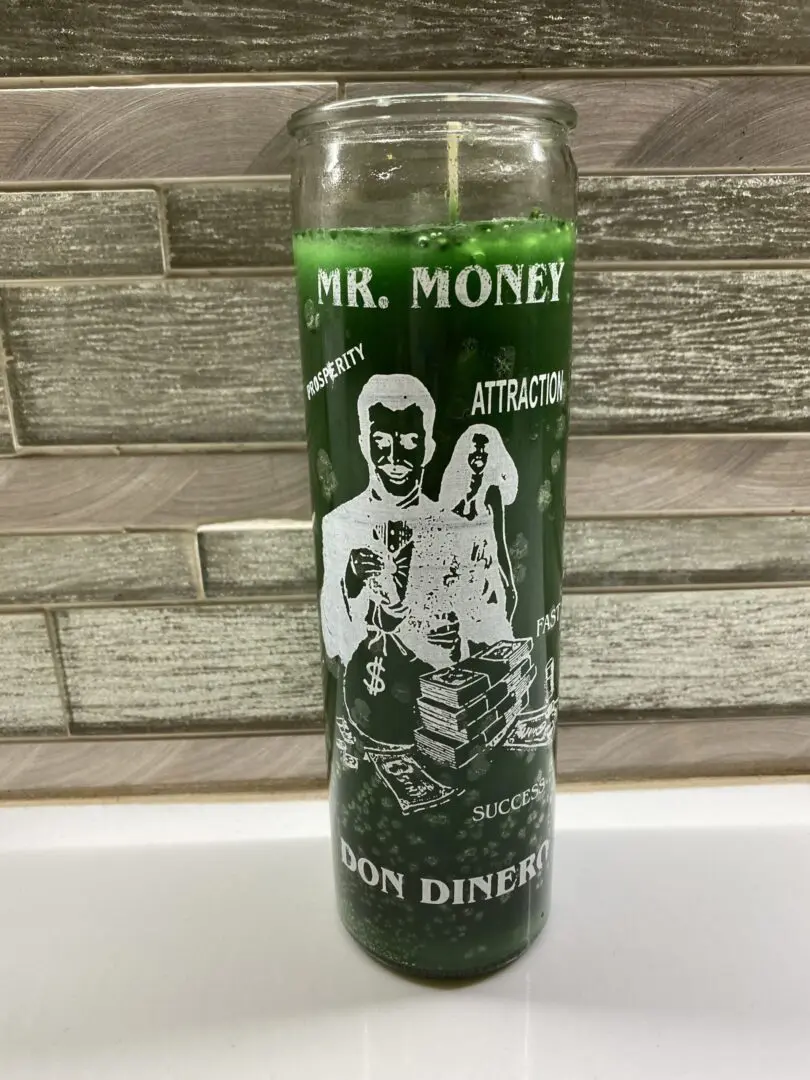 MR. MONEY
PROSPERITY
ATTRACTION
FAST
$
SUCCESS
DON DINERO